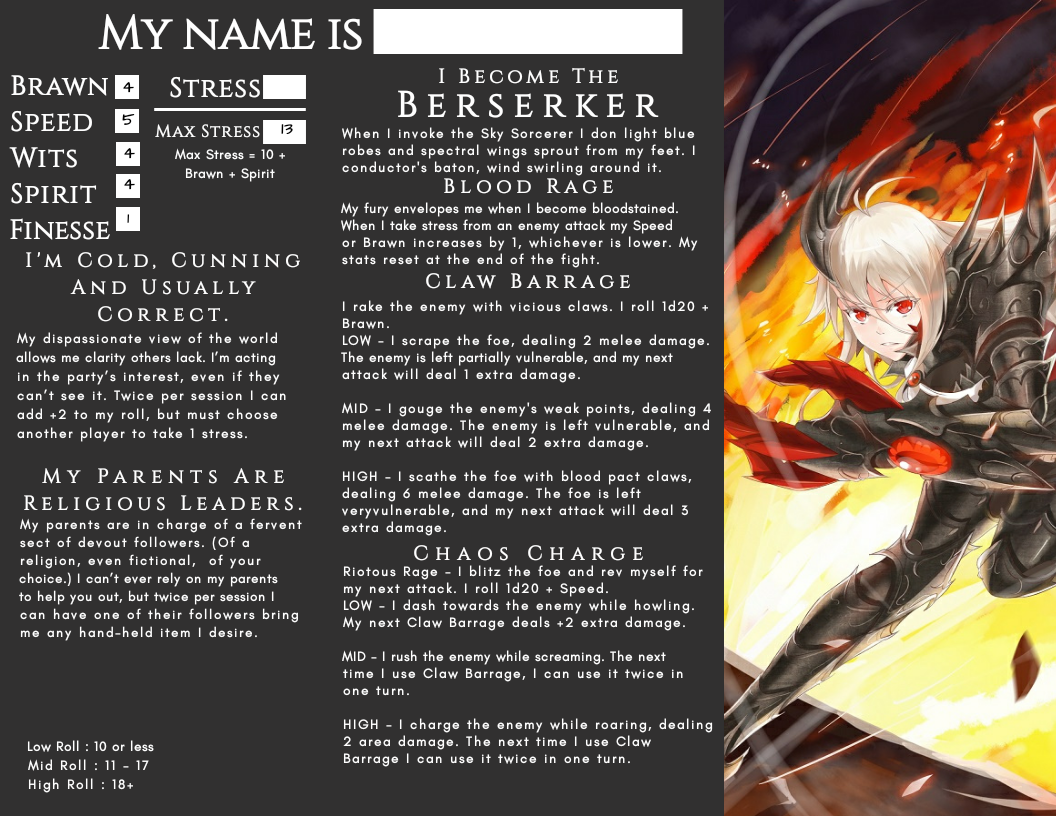 My name is
Brawn 4
Speed 5
Wits 4
Spirit 4
Finesse 1
Stress
Max Stress 13
Max Stress = 10 +
Brawn + Spirit
I'm Cold, Cunning
And Usually
Correct.
My dispassionate view of the world
allows me clarity others lack. I'm acting
in the party's interest, even if they
can't see it. Twice per session I can
add +2 to my roll, but must choose
another player to take 1 stress.
My Parents Are
Religious Leaders.
My parents are in charge of a fervent
sect of devout followers. (Of a
religion, even fictional, of your
choice.) I can't ever rely on my parents
to help you out, but twice per session I
can have one of their followers bring
me any hand-held item I desire.
Low Roll : 10 or less
Mid Roll : 11 - 17
High Roll : 18+
I Become The
Berserker
When I invoke the Sky Sorcerer I don light blue
robes and spectral wings sprout from my feet. I
conductor's baton, wind swirling around it.
Blood Rage
My fury envelopes me when I become bloodstained.
When I take stress from an enemy attack my Speed
or Brawn increases by 1, whichever is lower. My
stats reset at the end of the fight.
Claw Barrage
I rake the enemy with vicious claws. I roll 1d20 +
Brawn.
LOW - I scrape the foe, dealing 2 melee damage.
The enemy is left partially vulnerable, and my next
attack will deal 1 extra damage.
MID - I gouge the enemy's weak points, dealing 4
melee damage. The enemy is left vulnerable, and
my next attack will deal 2 extra damage.
HIGH - I scathe the foe with blood pact claws,
dealing 6 melee damage. The foe is left
veryvulnerable, and my next attack will deal 3
extra damage.
Chaos Charge
Riotous Rage - I blitz the foe and rev myself for
my next attack. I roll 1d20 + Speed.
LOW - I dash towards the enemy while howling.
My next Claw Barrage deals +2 extra damage.
MID - I rush the enemy while screaming. The next
time I use Claw Barrage, I can use it twice in
one turn.
HIGH - I charge the enemy while roaring, dealing
2 area damage. The next time I use Claw
Barrage I can use it twice in one turn.